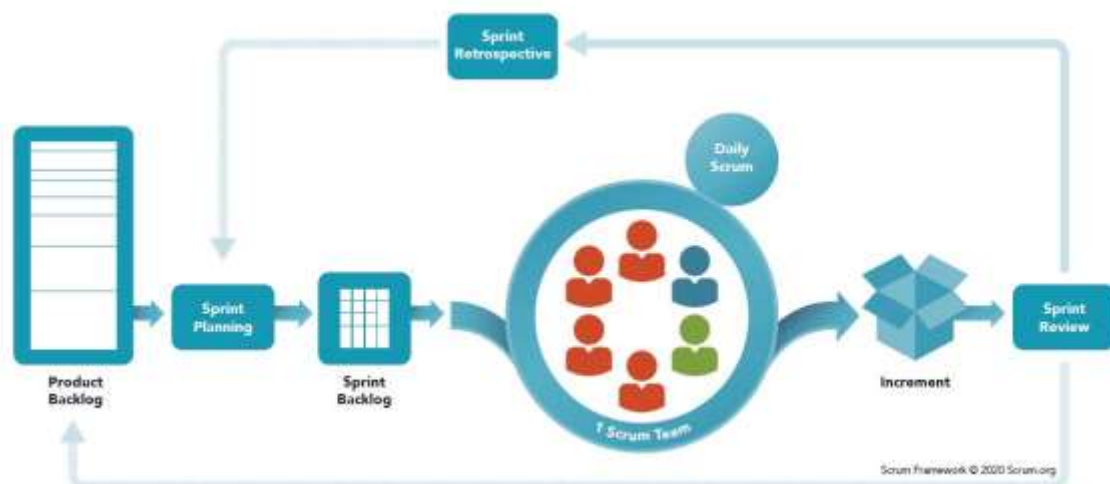 Sprint
Retrospective
Daily
Scrum
Sprint
Planning
Sprint
Review
Product
Backlog
Sprint
Backlog
Increment
1 Scrum Team
Scrum Framework © 2020 Scrum.org